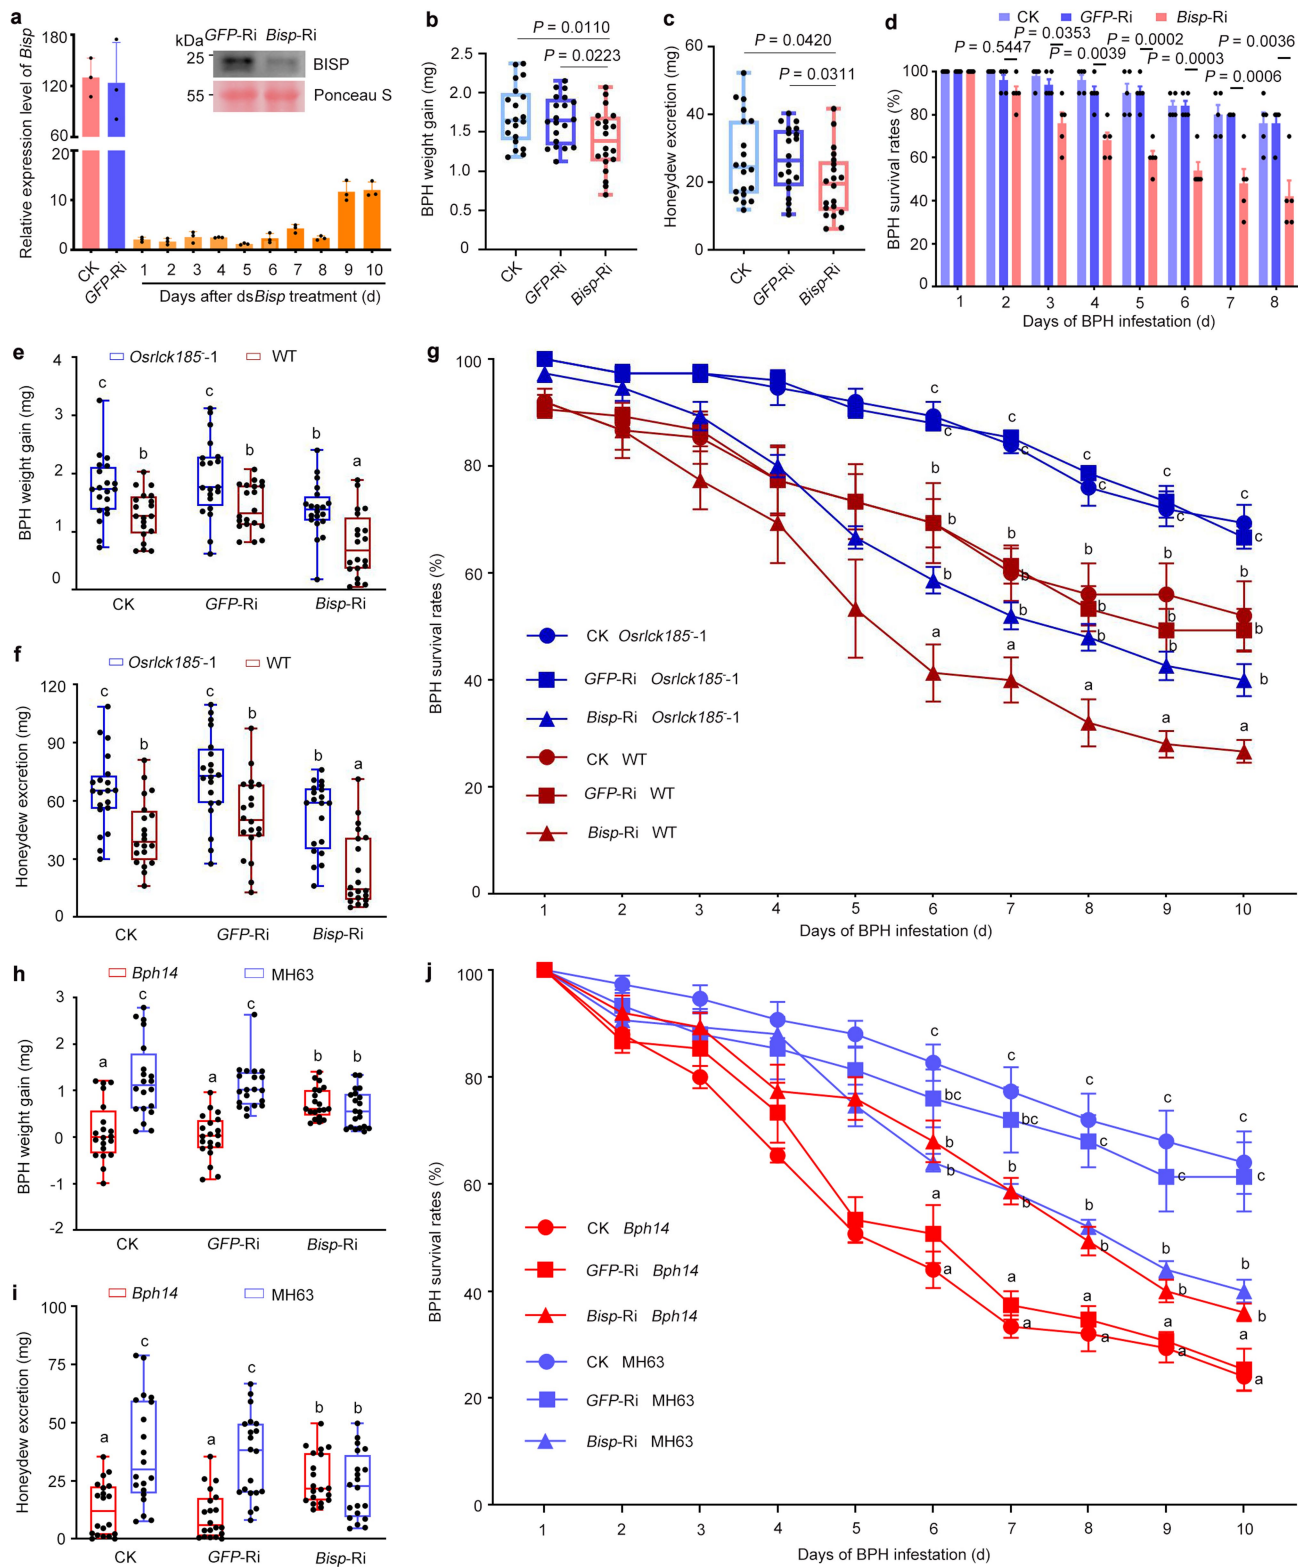 a
Relative expression level of Bisp
180
120
60
20
10
0
CK
GFP-Ri
1 2 3 4 5 6 7 8 9 10
Days after dsBisp treatment (d)
kDa GFP-Ri Bisp-Ri
25 BISP
55 Ponceau S
b
P = 0.0110
P = 0.0223
BPH weight gain (mg)
2.5
2.0
1.5
1.0
0.5
0
CK
GFP-Ri
Bisp-Ri
c
P = 0.0420
P = 0.0311
Honeydew excretion (mg)
60
40
20
0
CK
GFP-Ri
Bisp-Ri
d
CK GFP-Ri Bisp-Ri
P = 0.5447
P = 0.0353
P = 0.0039
P = 0.0002
P = 0.0003
P = 0.0006
P = 0.0036
BPH survival rates (%)
100
80
60
40
20
0
1 2 3 4 5 6 7 8
Days of BPH infestation (d)
e
Osrlck185--1 WT
BPH weight gain (mg)
4
3
2
1
0
c b c b b a
CK GFP-Ri Bisp-Ri
f
Osrlck185--1 WT
Honeydew excretion (mg)
120
90
60
30
0
c b c b b a
CK GFP-Ri Bisp-Ri
g
BPH survival rates (%)
100
80
60
40
20
0
c c c c c
c c c c c
b b b b b
b b b b b
b b b b b
a a a a a
CK Osrlck185--1
GFP-Ri Osrlck185--1
Bisp-Ri Osrlck185--1
CK WT
GFP-Ri WT
Bisp-Ri WT
1 2 3 4 5 6 7 8 9 10
Days of BPH infestation (d)
h
Bph14 MH63
BPH weight gain (mg)
3
2
1
0
-1
-2
a c a c b b
CK GFP-Ri Bisp-Ri
i
Bph14 MH63
Honeydew excretion (mg)
100
75
50
25
0
a c a c b b
CK GFP-Ri Bisp-Ri
j
BPH survival rates (%)
100
80
60
40
20
0
c c c c c
bc bc c c c
b b b b b
b b b b b
a a a a a
a a a a a
CK Bph14
GFP-Ri Bph14
Bisp-Ri Bph14
CK MH63
GFP-Ri MH63
Bisp-Ri MH63
1 2 3 4 5 6 7 8 9 10
Days of BPH infestation (d)